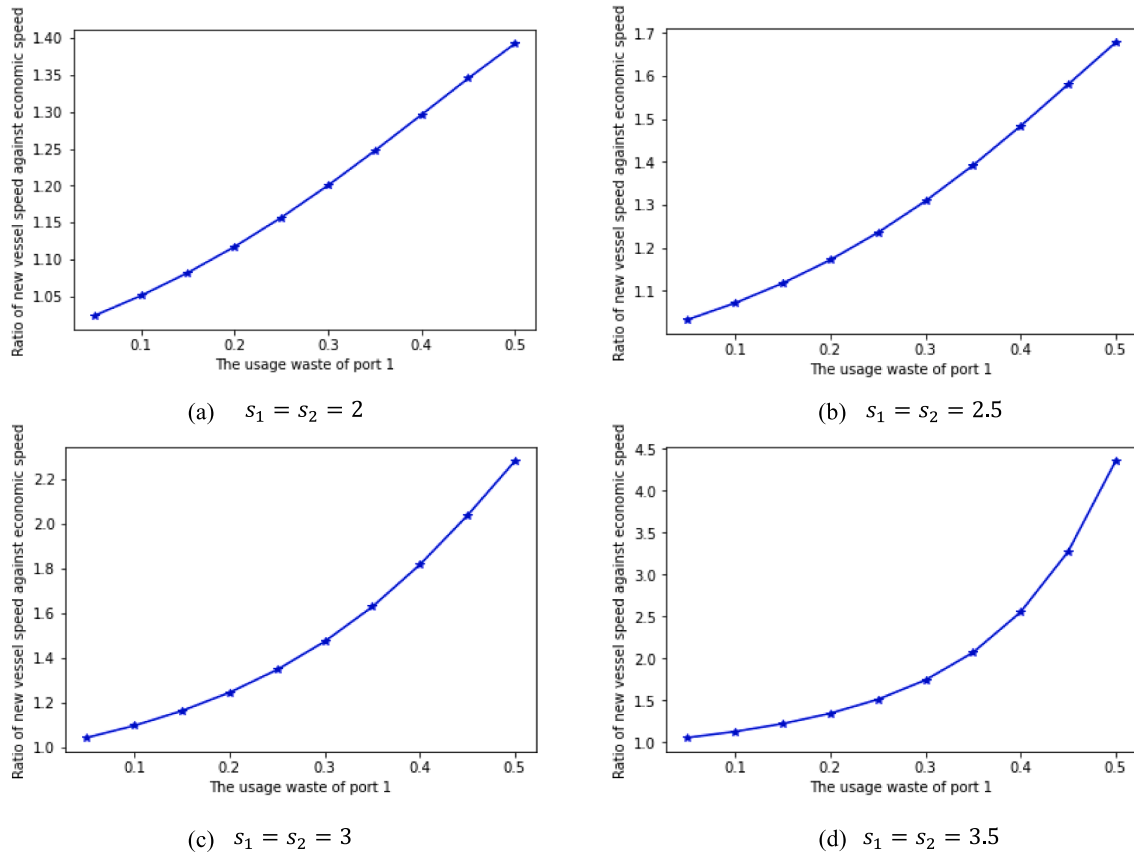 Ratio of new vessel speed against economic speed
1.40
1.35
1.30
1.25
1.20
1.15
1.10
1.05
0.1 0.2 0.3 0.4 0.5
The usage waste of port 1
(a) s₁ = s₂ = 2
Ratio of new vessel speed against economic speed
1.7
1.6
1.5
1.4
1.3
1.2
1.1
0.1 0.2 0.3 0.4 0.5
The usage waste of port 1
(b) s₁ = s₂ = 2.5
Ratio of new vessel speed against economic speed
2.2
2.0
1.8
1.6
1.4
1.2
1.0
0.1 0.2 0.3 0.4 0.5
The usage waste of port 1
(c) s₁ = s₂ = 3
Ratio of new vessel speed against economic speed
4.5
4.0
3.5
3.0
2.5
2.0
1.5
1.0
0.1 0.2 0.3 0.4 0.5
The usage waste of port 1
(d) s₁ = s₂ = 3.5